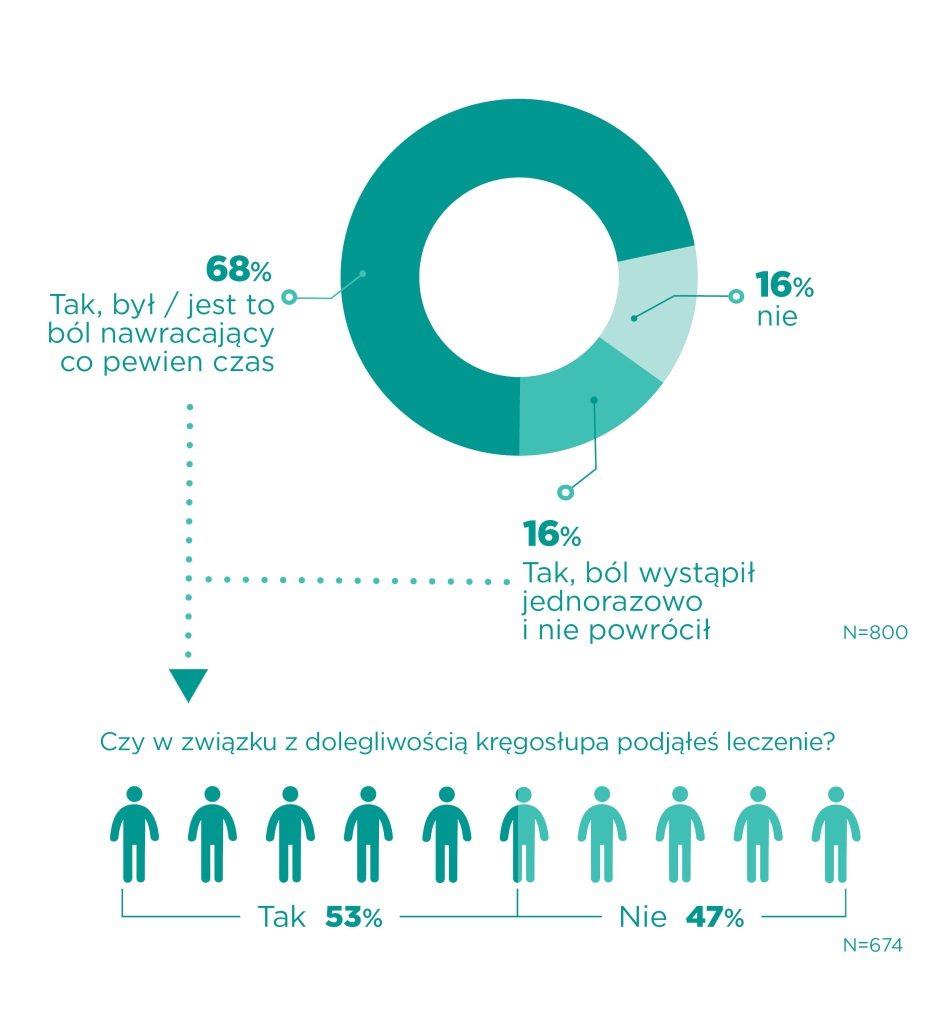 68%
Tak, był / jest to
ból nawracający
co pewien czas
16%
nie
16%
Tak, ból wystąpił
jednorazowo
i nie powrócił
N=800
Czy w związku z dolegliwością kręgosłupa podjąłeś leczenie?
Tak 53%
Nie 47%
N=674